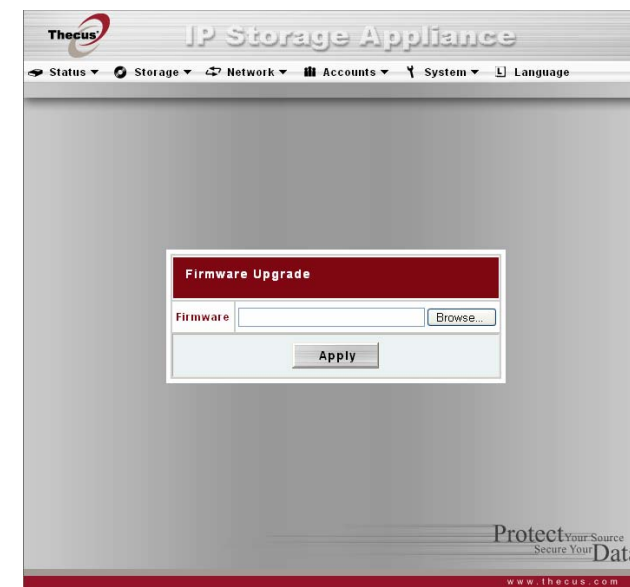 Thecus
IP Storage Appliance
Status Storage Network Accounts System L Language
Firmware Upgrade
Firmware Browse...
Apply
Protect Your Source
Secure Your Data
www.thecus.com